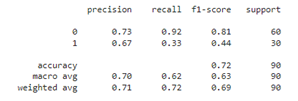 precision recall f1-score support
0 0.73 0.92 0.81 60
1 0.67 0.33 0.44 30
accuracy 0.72 90
macro avg 0.70 0.62 0.63 90
weighted avg 0.71 0.72 0.69 90